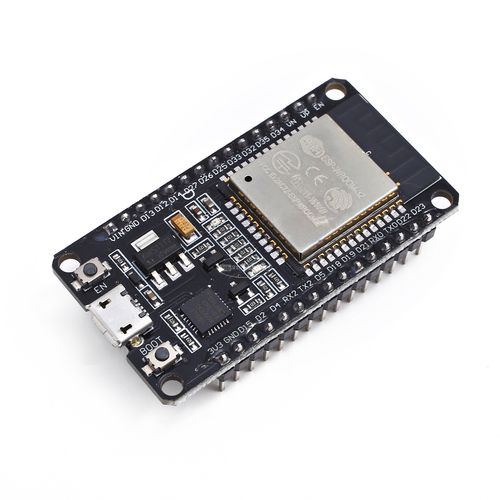 VIN GND D13 D12 D14 D27 D26 D25 D33 D32 D35 D34 VN VP EN
EN
BOOT
3V3 GND D15 D2 D4 RX2 TX2 D5 D18 D19 D21 RX0 TX0 D22 D23
CE